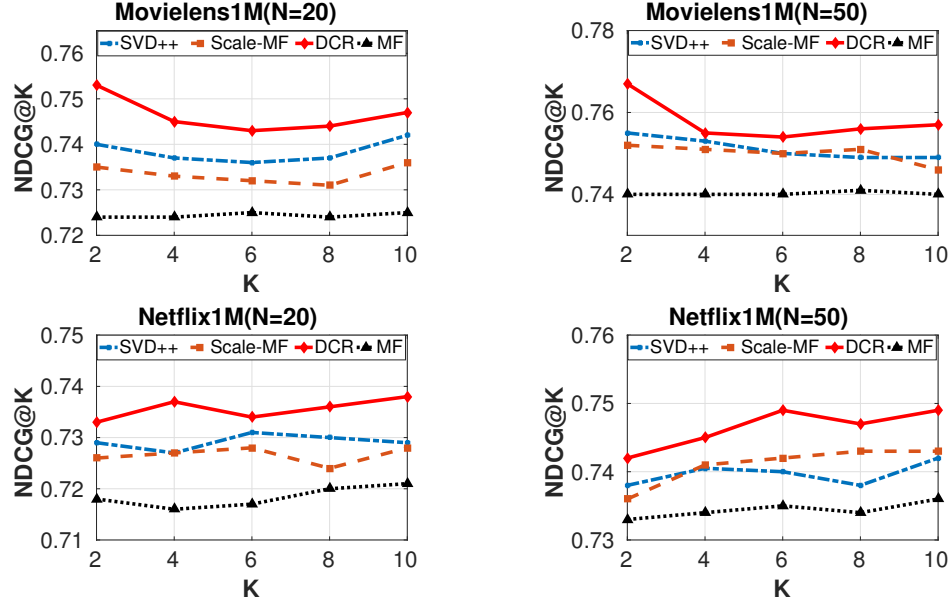 Movielens1M(N=20)
SVD++ Scale-MF DCR MF
0.76
0.75
0.74
0.73
0.72
NDCG@K
2 4 6 8 10
K
Movielens1M(N=50)
SVD++ Scale-MF DCR MF
0.78
0.76
0.74
NDCG@K
2 4 6 8 10
K
Netflix1M(N=20)
SVD++ Scale-MF DCR MF
0.75
0.74
0.73
0.72
0.71
NDCG@K
2 4 6 8 10
K
Netflix1M(N=50)
SVD++ Scale-MF DCR MF
0.76
0.75
0.74
0.73
NDCG@K
2 4 6 8 10
K